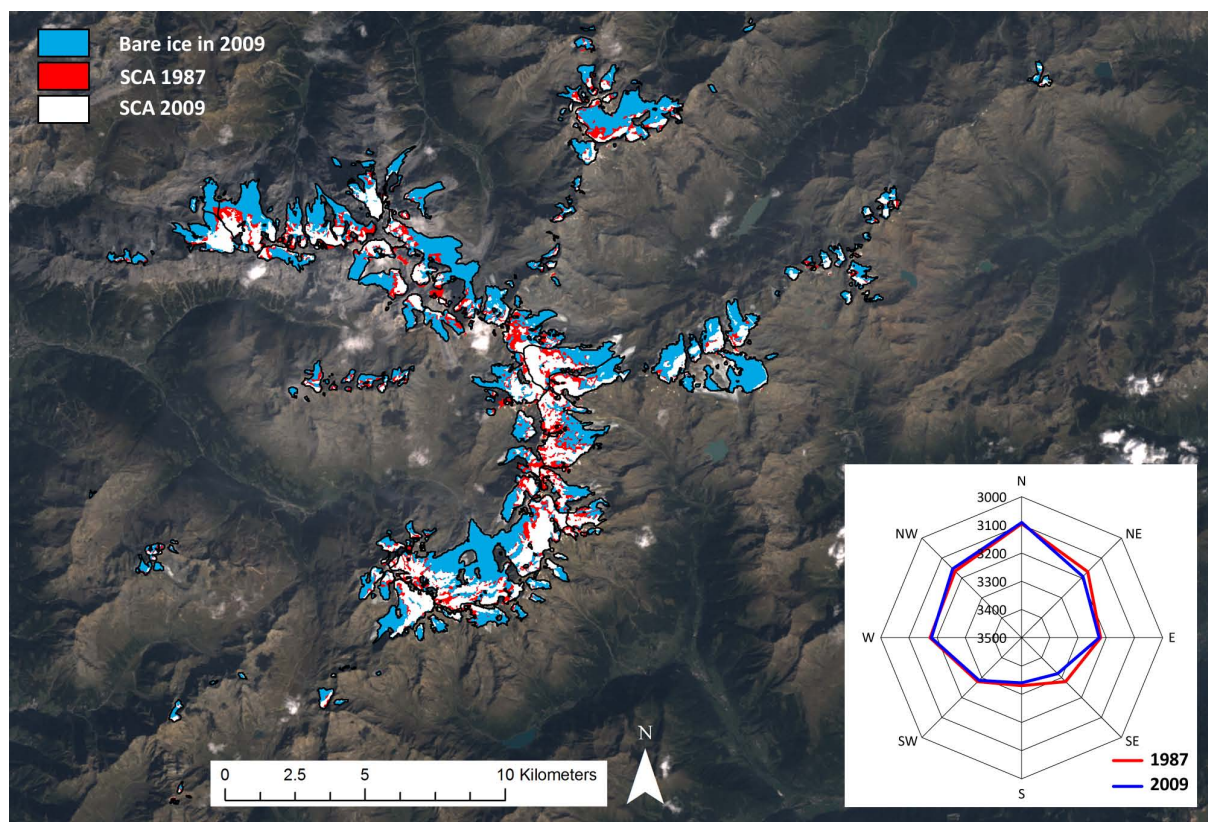 Bare ice in 2009
SCA 1987
SCA 2009
N
3000
3100
3200
3300
3400
3500
NW
NE
W
E
SW
SE
S
1987
2009
N
0 2.5 5 10 Kilometers